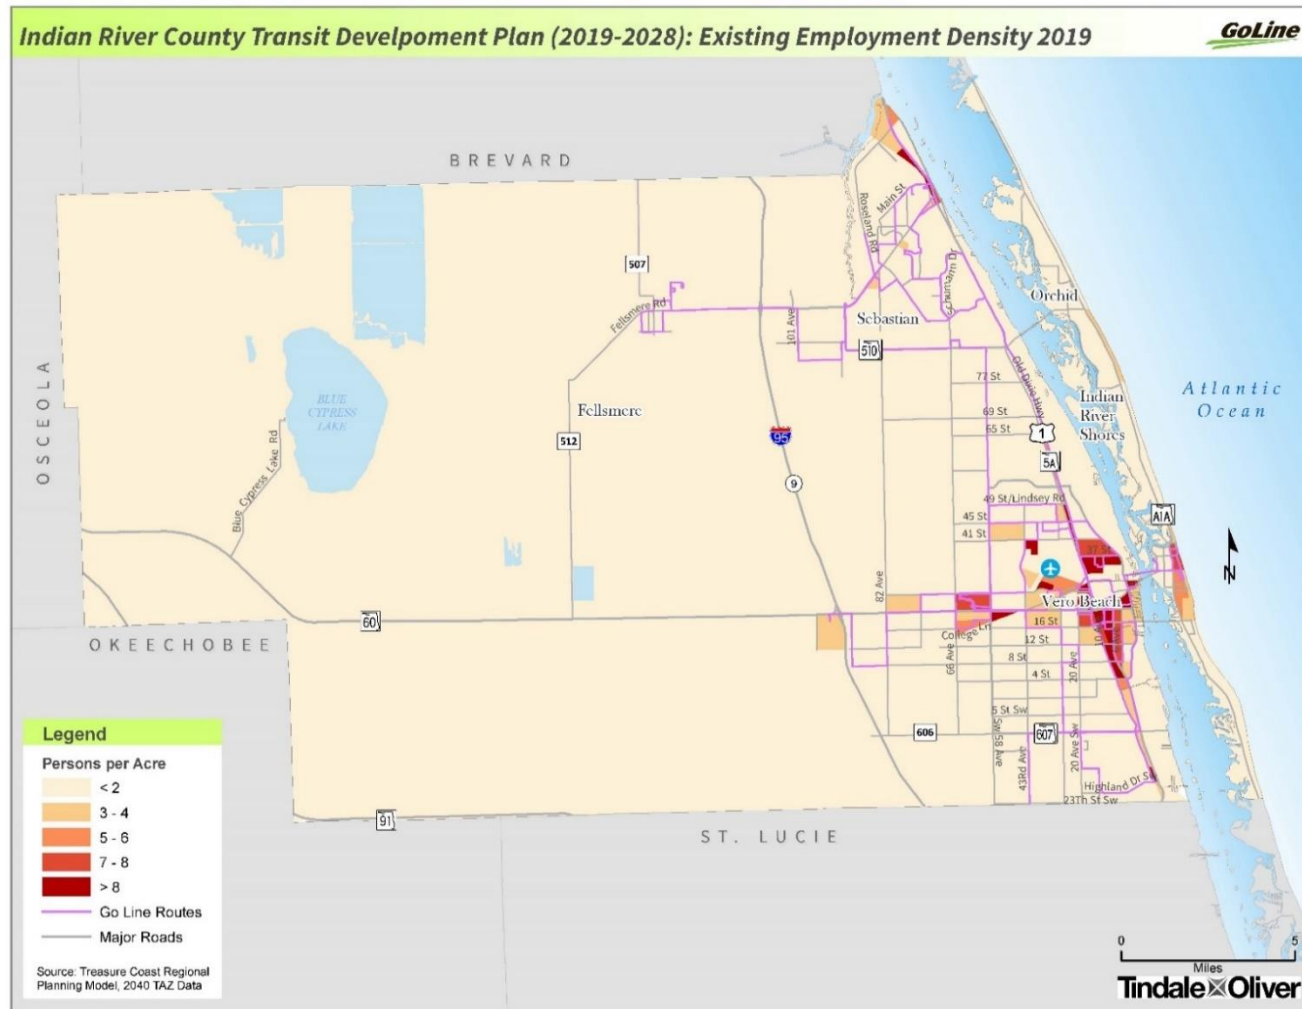 Indian River County Transit Develpoment Plan (2019-2028): Existing Employment Density 2019
GoLine
BREVARD
Main St
Roseland Rd
507
Orchid
Fellsmere Rd
Schumann Dr
101 Ave
Sebastian
510
OSCEOLA
Old Dixie Hwy
77 St
Atlantic
Ocean
BLUE
CYPRESS
LAKE
Fellsmere
Indian
River
Shores
69 St
65 St
1
95
512
5A
9
Blue Cypress Lake Rd
49 St/Lindsey Rd
45 St
A1A
41 St
37 St
N
82 Ave
Vero Beach
60
16 St
College Ln
12 St
OKEECHOBEE
66 Ave
8 St
20 Ave
4 St
5 St Sw
606
607
Sw 58 Ave
43Rd Ave
20 Ave Sw
Highland Dr Sw
23Th St Sw
91
ST. LUCIE
Legend
Persons per Acre
< 2
3 - 4
5 - 6
7 - 8
> 8
Go Line Routes
Major Roads
Source: Treasure Coast Regional
Planning Model, 2040 TAZ Data
0 5
Miles
Tindale Oliver